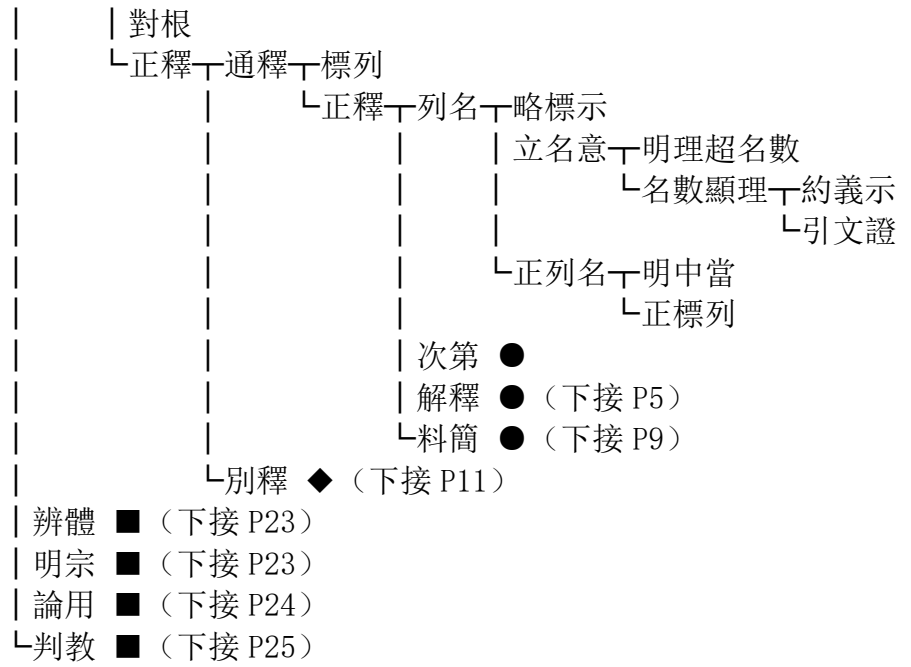 對根
正釋 通釋 標列
正釋 列名 略標示
立名意 明理超名數
名數顯理 約義示
引文證
正列名 明中當
正標列
次第 ●
解釋 ●（下接 P5）
料簡 ●（下接 P9）
別釋 ◆（下接 P11）
辨體 ■（下接 P23）
明宗 ■（下接 P23）
論用 ■（下接 P24）
判教 ■（下接 P25）